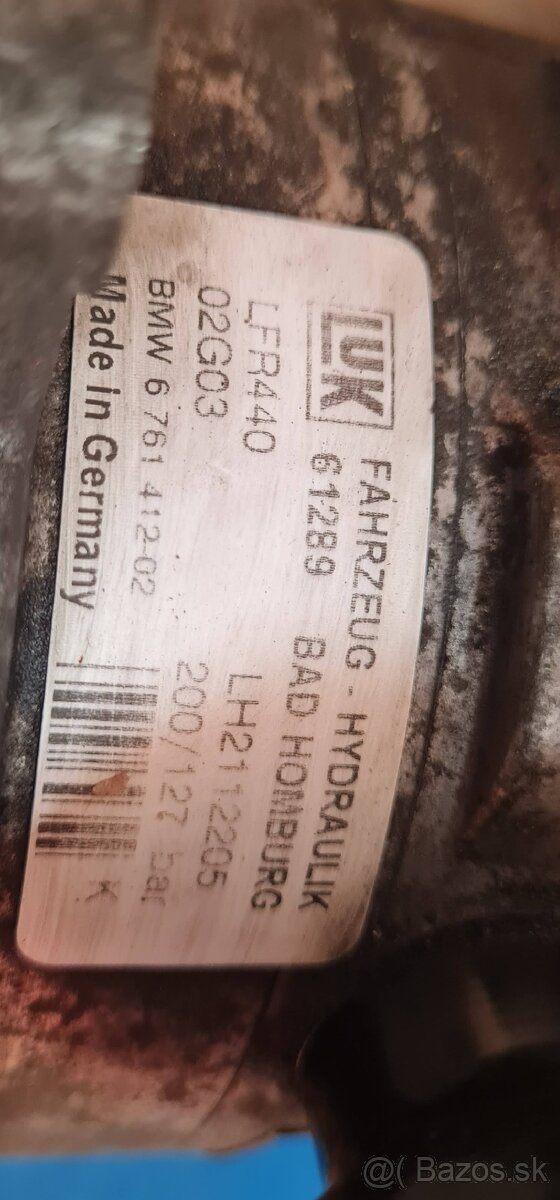 LUK FAHRZEUG - HYDRAULIK
61289 BAD HOMBURG
LFR440 LH2112205
02G03 200/127 bar
BMW 6 761 412-02
Made in Germany K
@( Bazos.sk